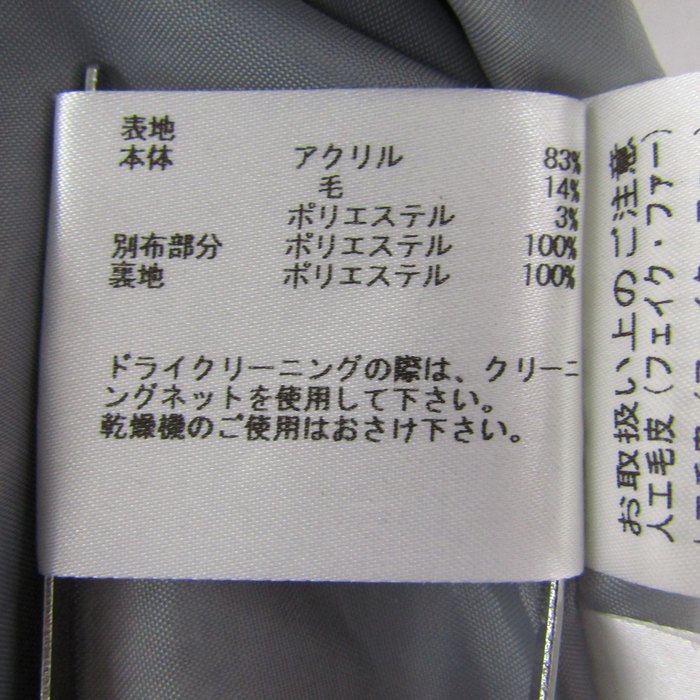 表地
本体 アクリル 83%
毛 14%
ポリエステル 3%
別布部分 ポリエステル 100%
裏地 ポリエステル 100%
ドライクリーニングの際は、クリーニ
ングネットを使用して下さい。
乾燥機のご使用はおさけ下さい。
お取扱い上のご注意
人工毛皮(フェイク・ファー)